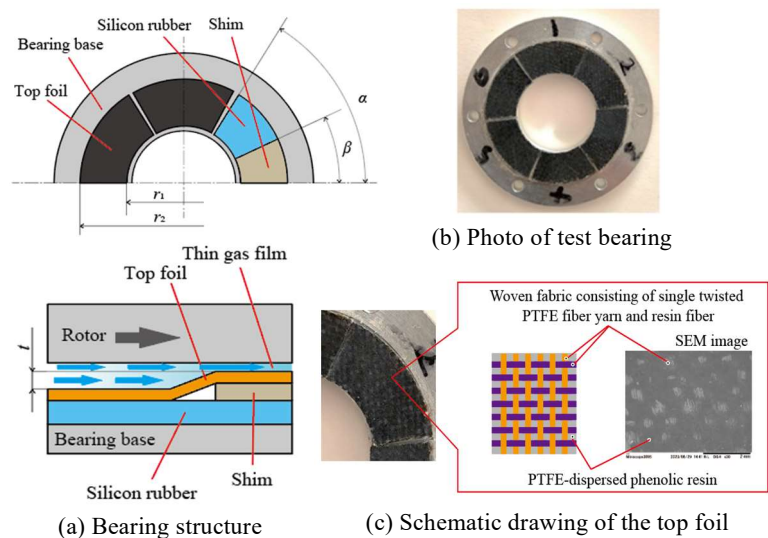 Silicon rubber
Shim
Bearing base
Top foil
α
β
r₁
r₂
Thin gas film
Top foil
Rotor
t
Bearing base
Shim
Silicon rubber
(a) Bearing structure
1
2
(b) Photo of test bearing
Woven fabric consisting of single twisted
PTFE fiber yarn and resin fiber
SEM image
PTFE-dispersed phenolic resin
(c) Schematic drawing of the top foil